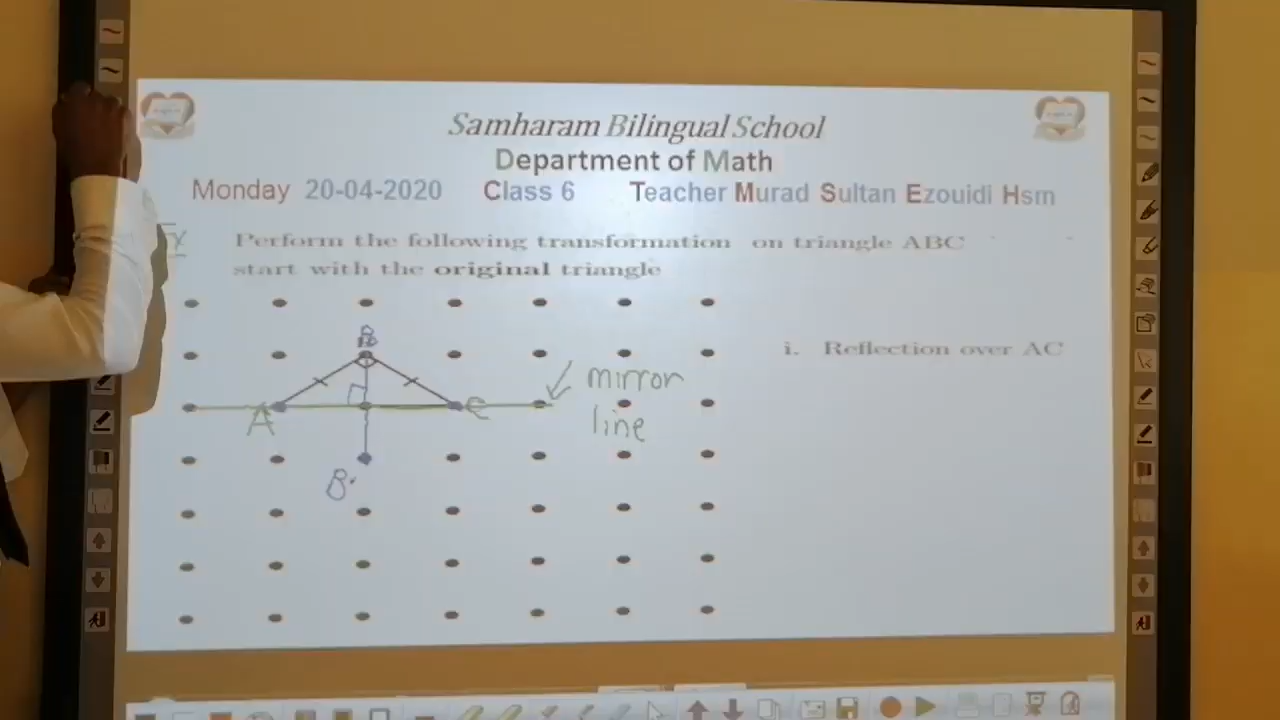 Samharam Bilingual School
Department of Math
Monday 20-04-2020 Class 6 Teacher Murad Sultan Ezouidi Hsm
Ex Perform the following transformation on triangle ABC
start with the original triangle
i. Reflection over AC
B
mirror
line
A
C
B'